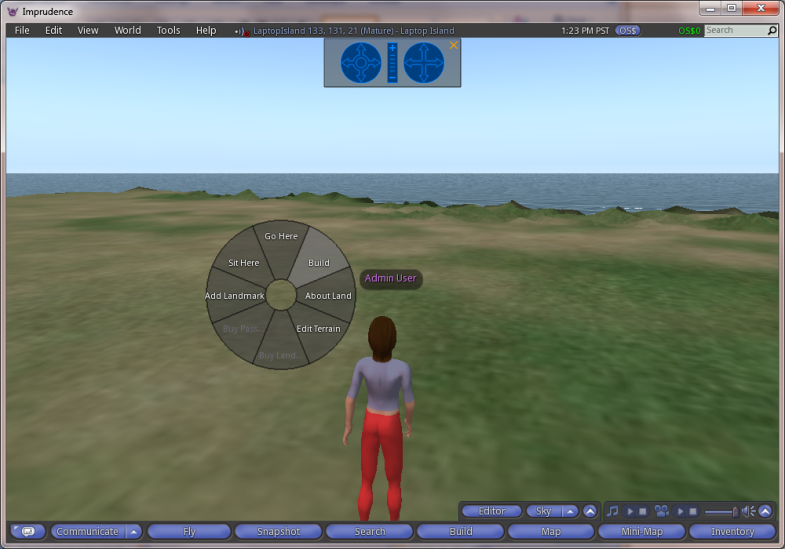 Imprudence
File Edit View World Tools Help LaptopIsland 133, 131, 21 (Mature) - Laptop Island 1:23 PM PST OS$ OS$0 Search
Go Here
Sit Here Build
Admin User
Add Landmark About Land
Buy Pass... Edit Terrain
Buy Land...
Editor Sky
Communicate Fly Snapshot Search Build Map Mini-Map Inventory